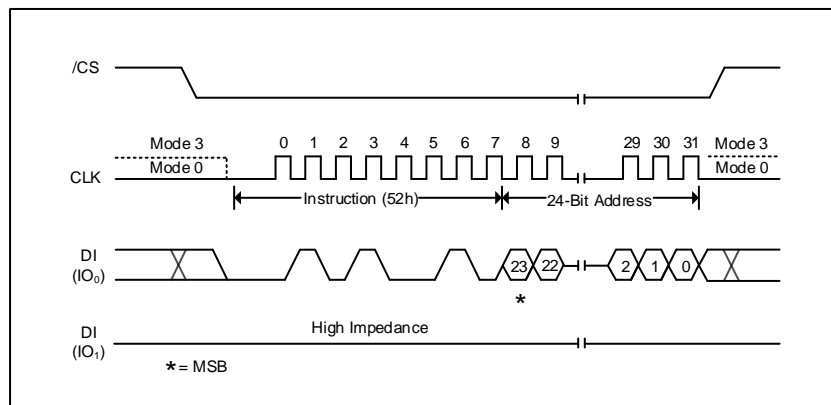 /CS
0 1 2 3 4 5 6 7 8 9 29 30 31
Mode 3 Mode 3
Mode 0 Mode 0
CLK
Instruction (52h) 24-Bit Address
DI
(IO₀)
23 22 2 1 0
*
High Impedance
DI
(IO₁)
* = MSB